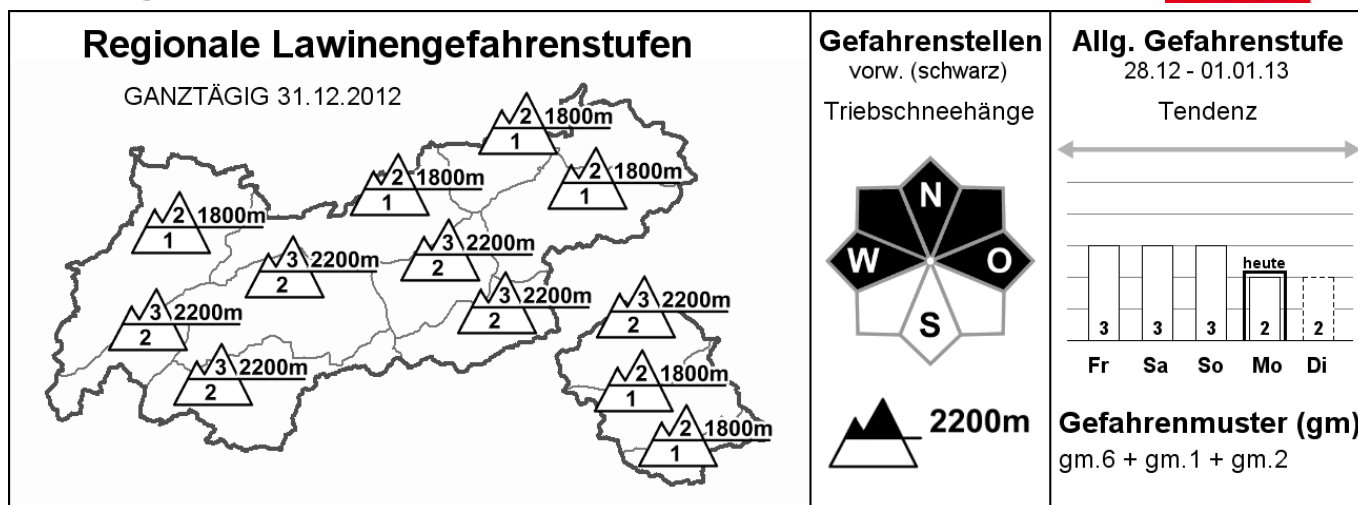 Regionale Lawinengefahrenstufen
GANZTÄGIG 31.12.2012
2 1800m
1
2 1800m
1
2 1800m
1
2 1800m
1
3 2200m
2
3 2200m
2
3 2200m
2
3 2200m
2
3 2200m
2
3 2200m
2
2 1800m
1
2 1800m
1
Gefahrenstellen
vorw. (schwarz)
Triebschneehänge
N
W O
S
2200m
Allg. Gefahrenstufe
28.12 - 01.01.13
Tendenz
heute
3 3 3 2 2
Fr Sa So Mo Di
Gefahrenmuster (gm)
gm.6 + gm.1 + gm.2